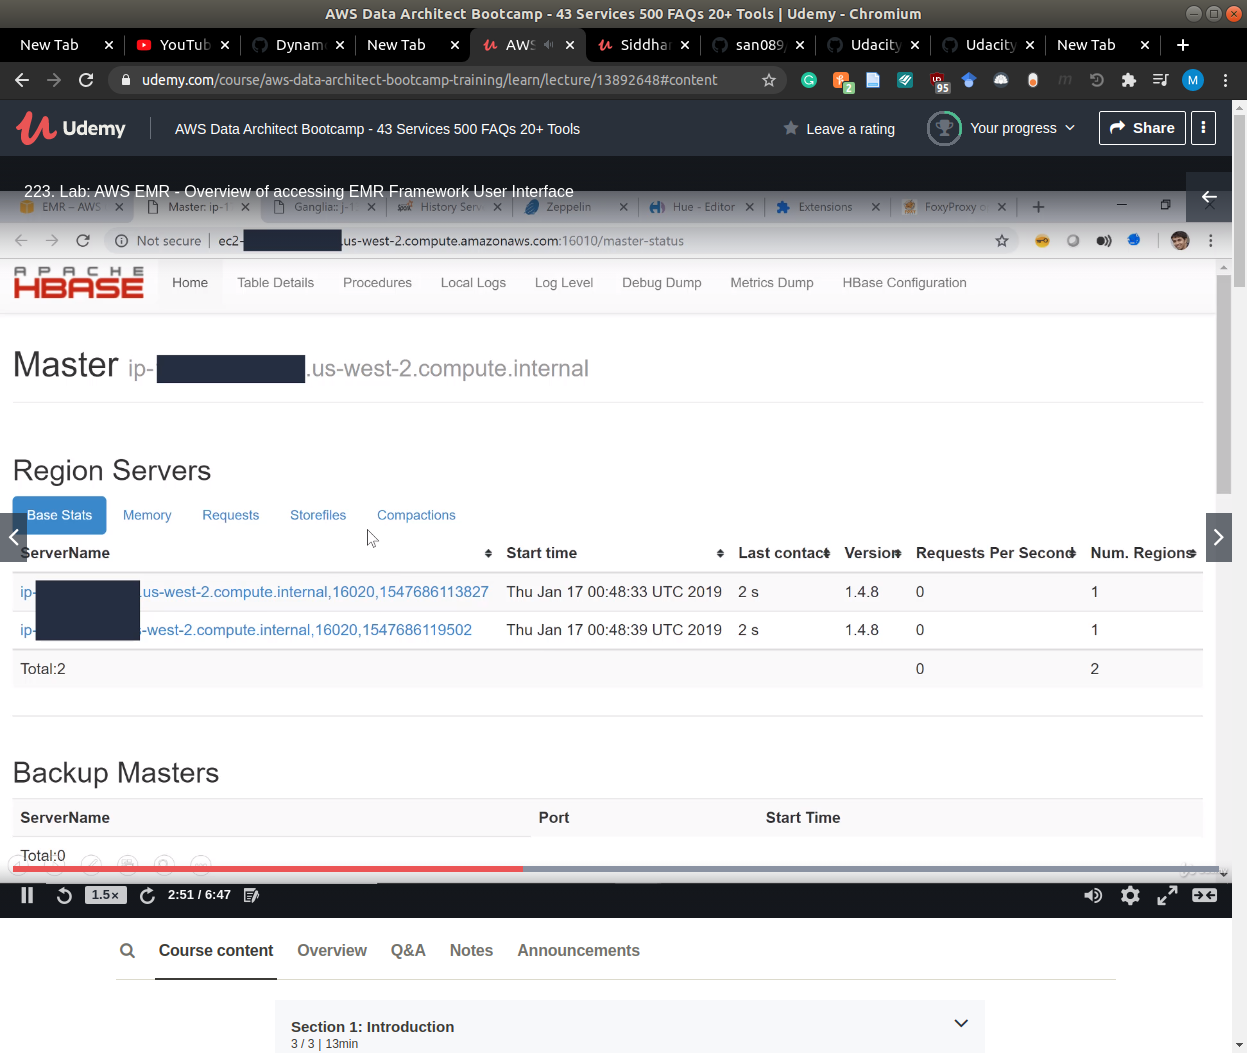 AWS Data Architect Bootcamp - 43 Services 500 FAQs 20+ Tools | Udemy - Chromium
New Tab YouTub Dynam New Tab AWS Siddha san089 Udacity Udacity New Tab
udemy.com/course/aws-data-architect-bootcamp-training/learn/lecture/13892648#content
2 95 M
Udemy AWS Data Architect Bootcamp - 43 Services 500 FAQs 20+ Tools Leave a rating Your progress Share
223. Lab: AWS EMR - Overview of accessing EMR Framework User Interface
EMR – AWS Master: ip-1 Ganglia:: j-1 History Serv Zeppelin Hue - Editor Extensions FoxyProxy o
Not secure ec2- .us-west-2.compute.amazonaws.com:16010/master-status
APACHE
HBASE
Home Table Details Procedures Local Logs Log Level Debug Dump Metrics Dump HBase Configuration
Master ip- .us-west-2.compute.internal
Region Servers
Base Stats Memory Requests Storefiles Compactions
ServerName Start time Last contact Version Requests Per Second Num. Regions
ip- .us-west-2.compute.internal,16020,1547686113827 Thu Jan 17 00:48:33 UTC 2019 2 s 1.4.8 0 1
ip- -west-2.compute.internal,16020,1547686119502 Thu Jan 17 00:48:39 UTC 2019 2 s 1.4.8 0 1
Total:2 0 2
Backup Masters
ServerName Port Start Time
Total:0
1.5× 2:51 / 6:47
Course content Overview Q&A Notes Announcements
Section 1: Introduction
3 / 3 | 13min